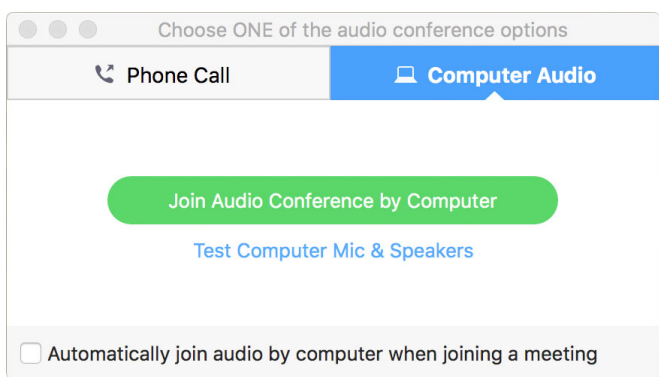 Choose ONE of the audio conference options
Phone Call
Computer Audio
Join Audio Conference by Computer
Test Computer Mic & Speakers
Automatically join audio by computer when joining a meeting